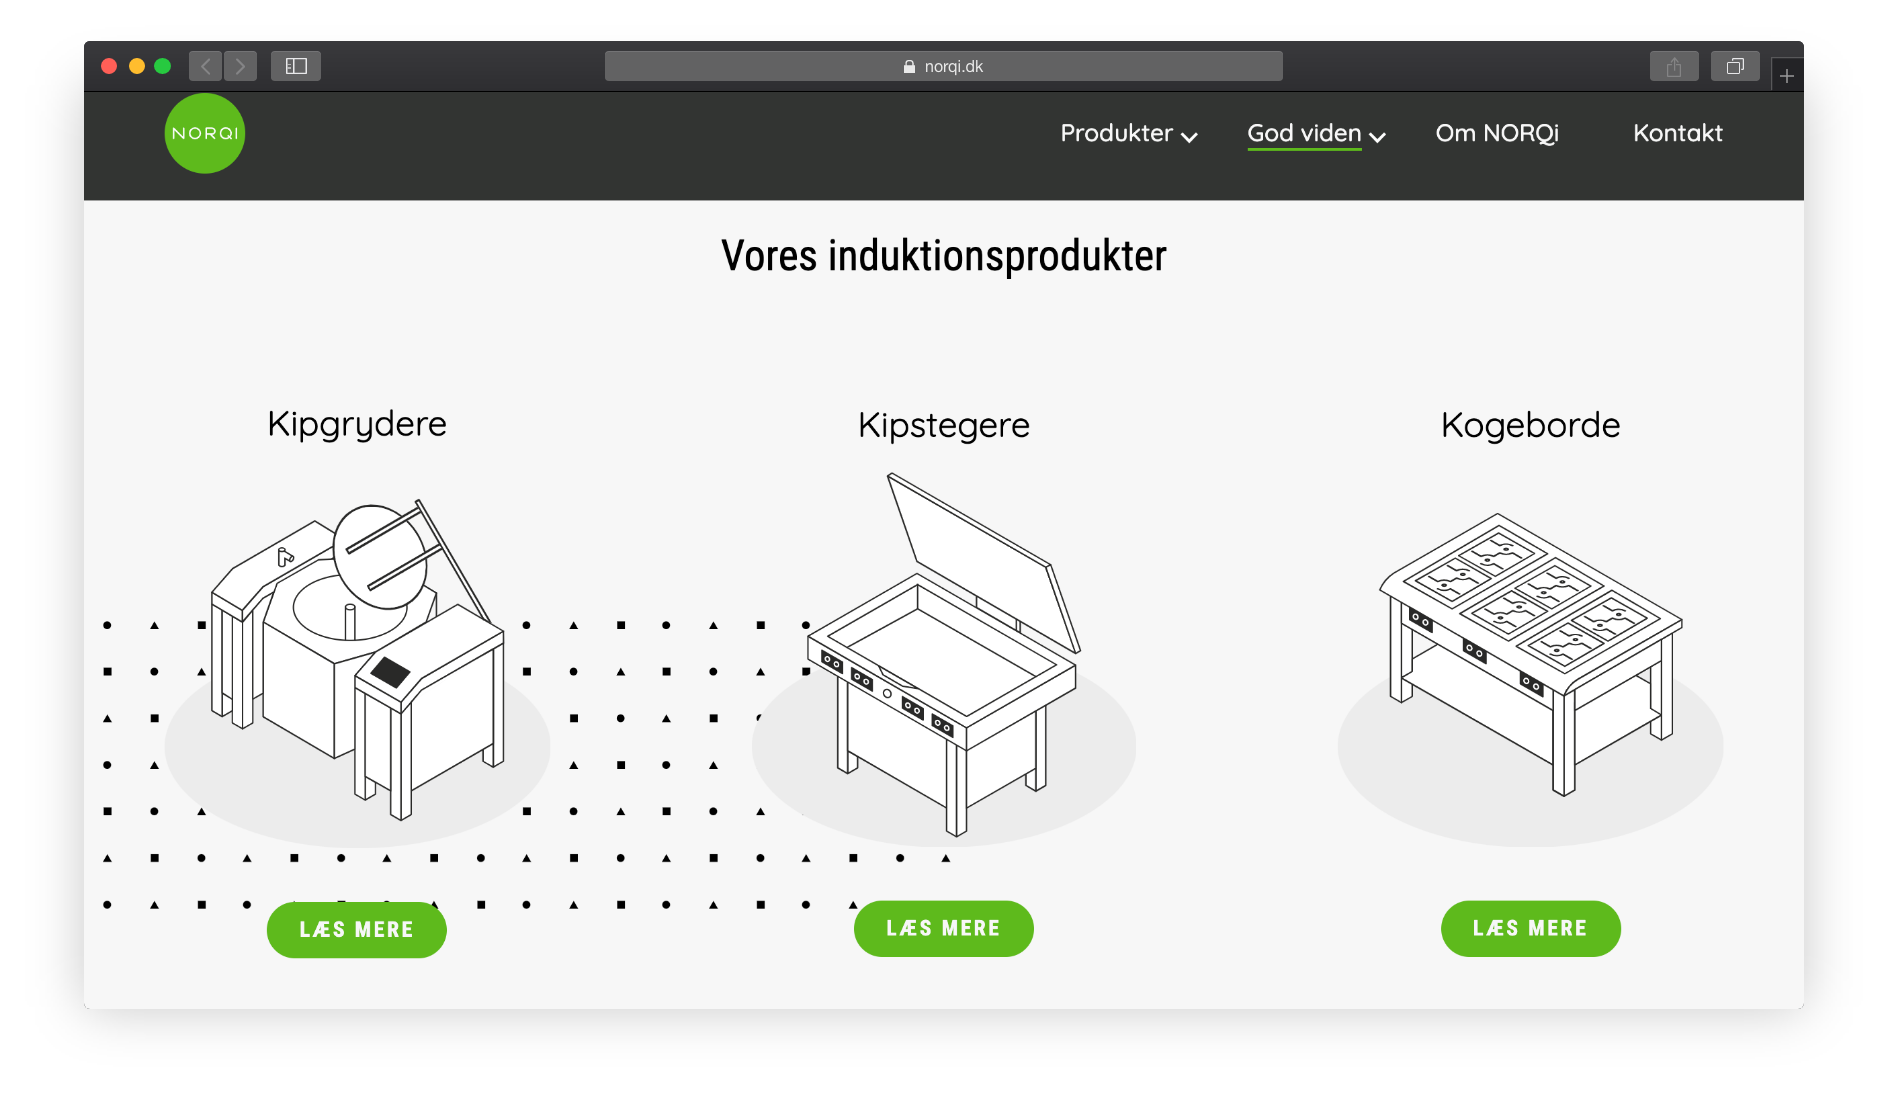 norqi.dk
NORQI
Produkter God viden Om NORQi Kontakt
Vores induktionsprodukter
Kipgrydere Kipstegere Kogeborde
LÆS MERE LÆS MERE LÆS MERE